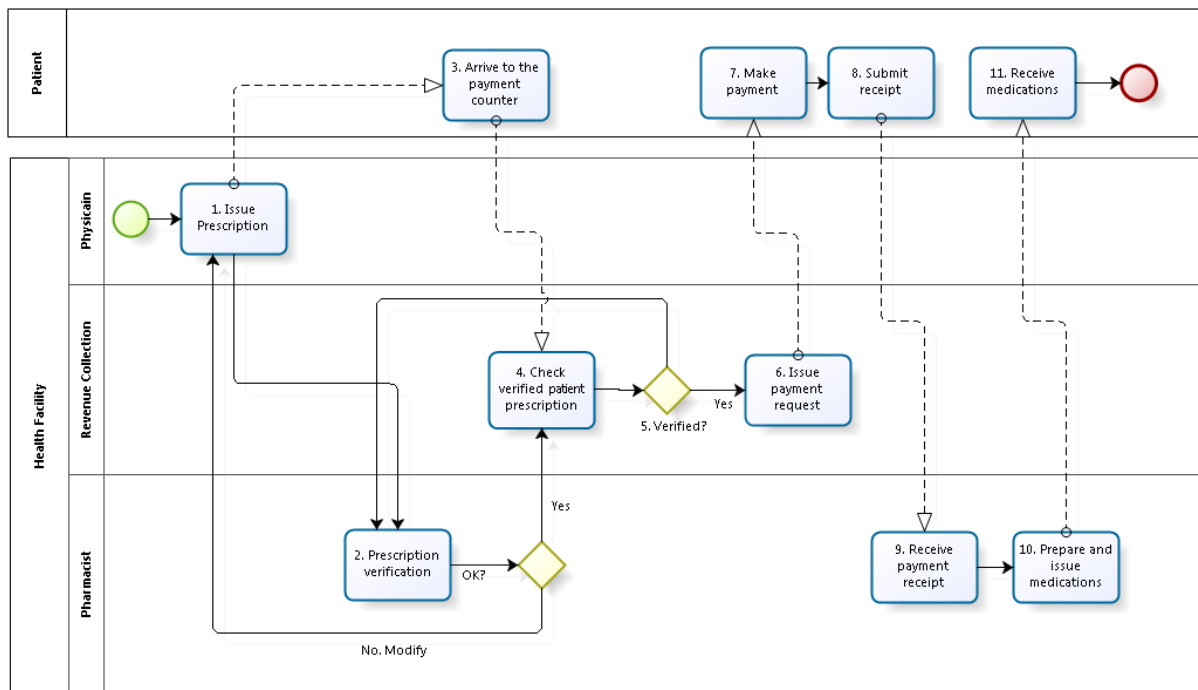 Patient
3. Arrive to the
payment
counter
7. Make
payment
8. Submit
receipt
11. Receive
medications
Health Facility
Physicain
1. Issue
Prescription
Revenue Collection
4. Check
verified patient
prescription
5. Verified?
Yes
6. Issue
payment
request
Pharmacist
2. Prescription
verification
OK?
Yes
No. Modify
9. Receive
payment
receipt
10. Prepare and
issue
medications